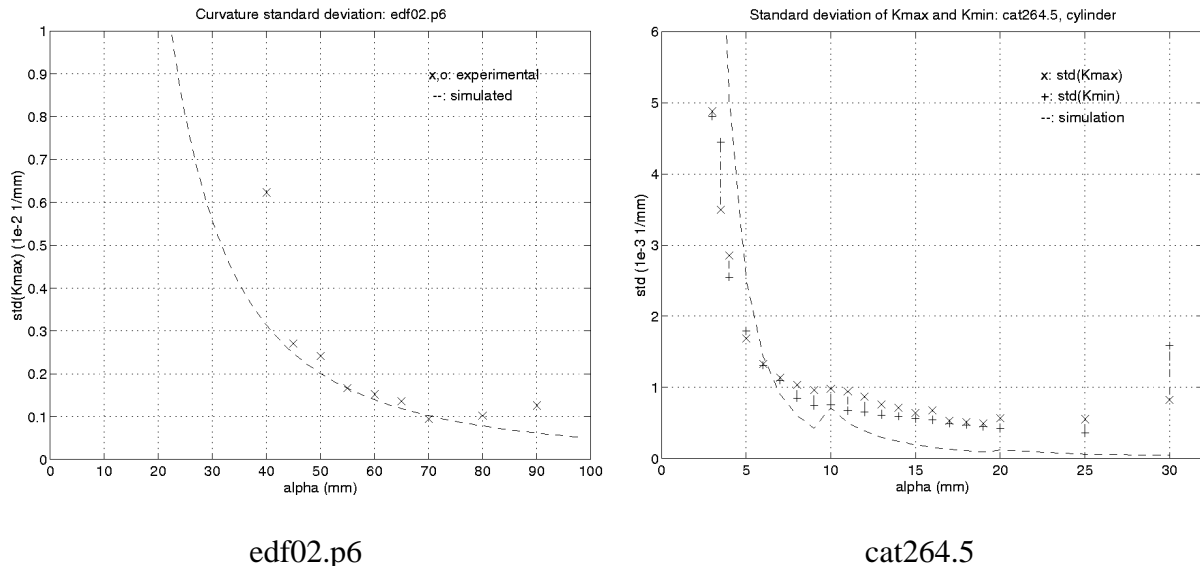 Curvature standard deviation: edf02.p6
x,o: experimental
--: simulated
std(Kmax) (1e-2 1/mm)
1
0.9
0.8
0.7
0.6
0.5
0.4
0.3
0.2
0.1
0
0 10 20 30 40 50 60 70 80 90 100
alpha (mm)
edf02.p6
Standard deviation of Kmax and Kmin: cat264.5, cylinder
x: std(Kmax)
+: std(Kmin)
--: simulation
std (1e-3 1/mm)
6
5
4
3
2
1
0
0 5 10 15 20 25 30
alpha (mm)
cat264.5